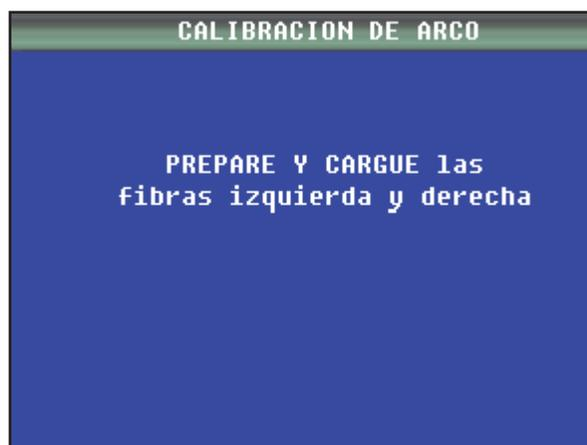 CALIBRACION DE ARCO
PREPARE Y CARGUE las
fibras izquierda y derecha